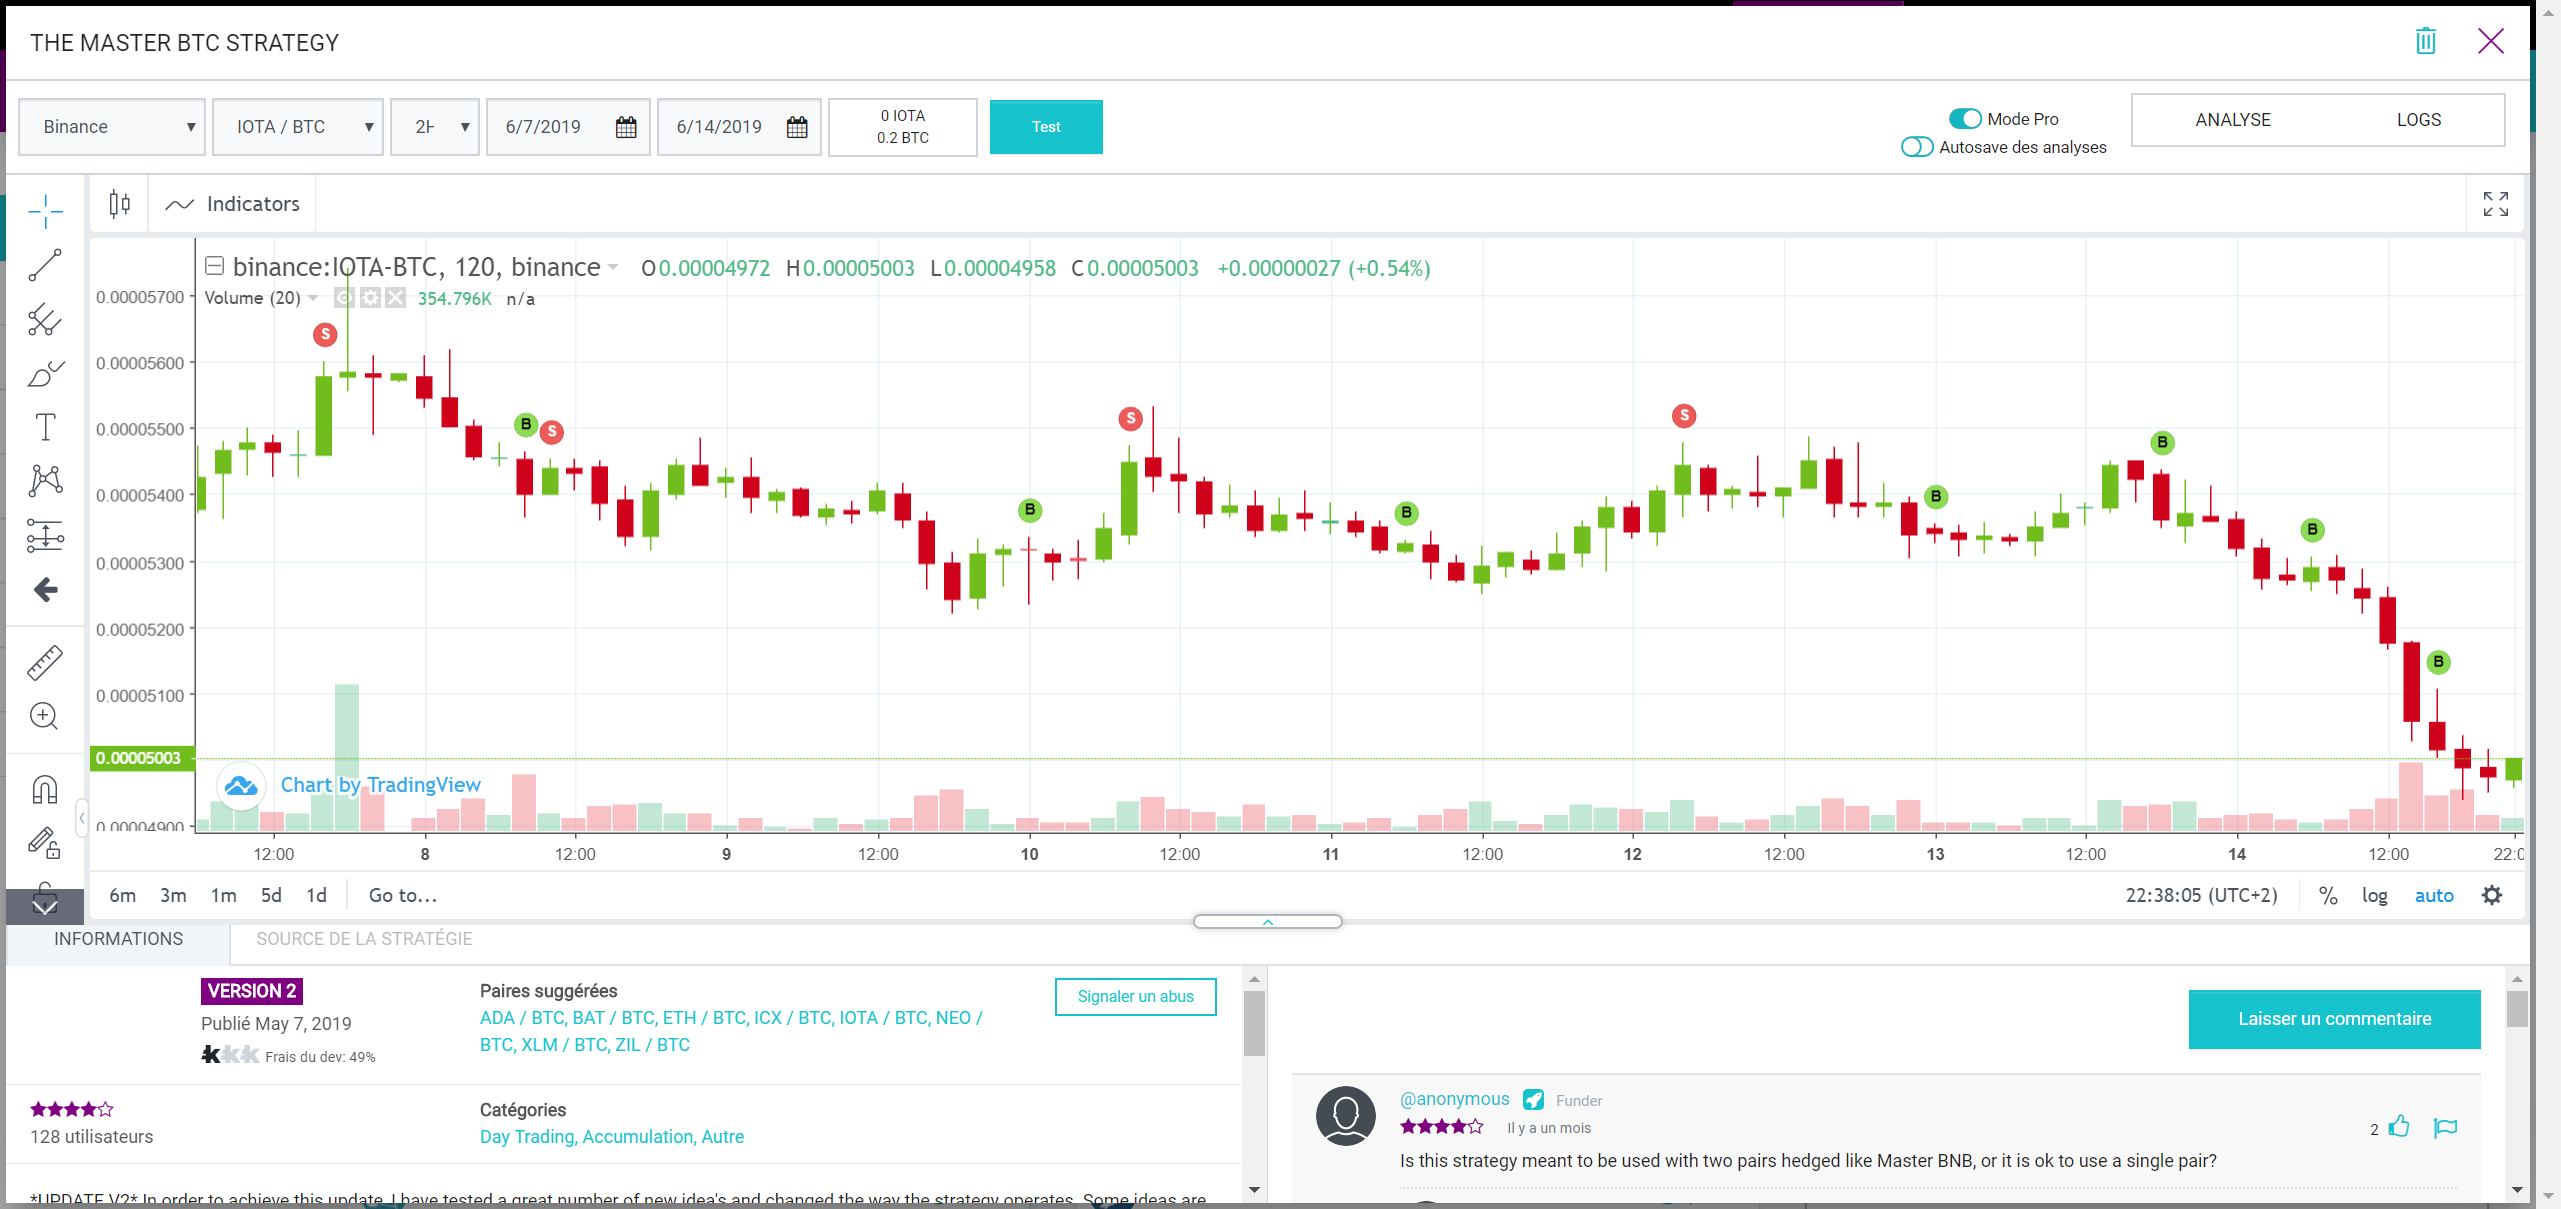 THE MASTER BTC STRATEGY
Binance
IOTA / BTC
2H
6/7/2019
6/14/2019
0 IOTA
0.2 BTC
Test
Mode Pro
Autosave des analyses
ANALYSE
LOGS
Indicators
binance:IOTA-BTC, 120, binance O0.00004972 H0.00005003 L0.00004958 C0.00005003 +0.00000027 (+0.54%)
Volume (20) 354.796K n/a
0.00005700
0.00005600
0.00005500
0.00005400
0.00005300
0.00005200
0.00005100
0.00005003
0.00004900
S
B
S
B
S
B
S
B
B
B
B
Chart by TradingView
12:00 8 12:00 9 12:00 10 12:00 11 12:00 12 12:00 13 12:00 14 12:00 22:0
6m 3m 1m 5d 1d Go to... 22:38:05 (UTC+2) % log auto
INFORMATIONS
SOURCE DE LA STRATÉGIE
VERSION 2
Publié May 7, 2019
Frais du dev: 49%
Paires suggérées
ADA / BTC, BAT / BTC, ETH / BTC, ICX / BTC, IOTA / BTC, NEO /
BTC, XLM / BTC, ZIL / BTC
Signaler un abus
128 utilisateurs
Catégories
Day Trading, Accumulation, Autre
*UPDATE V2* In order to achieve this update, I have tested a great number of new idea's and changed the way the strategy operates. Some ideas are
Laisser un commentaire
@anonymous Funder
Il y a un mois
2
Is this strategy meant to be used with two pairs hedged like Master BNB, or it is ok to use a single pair?